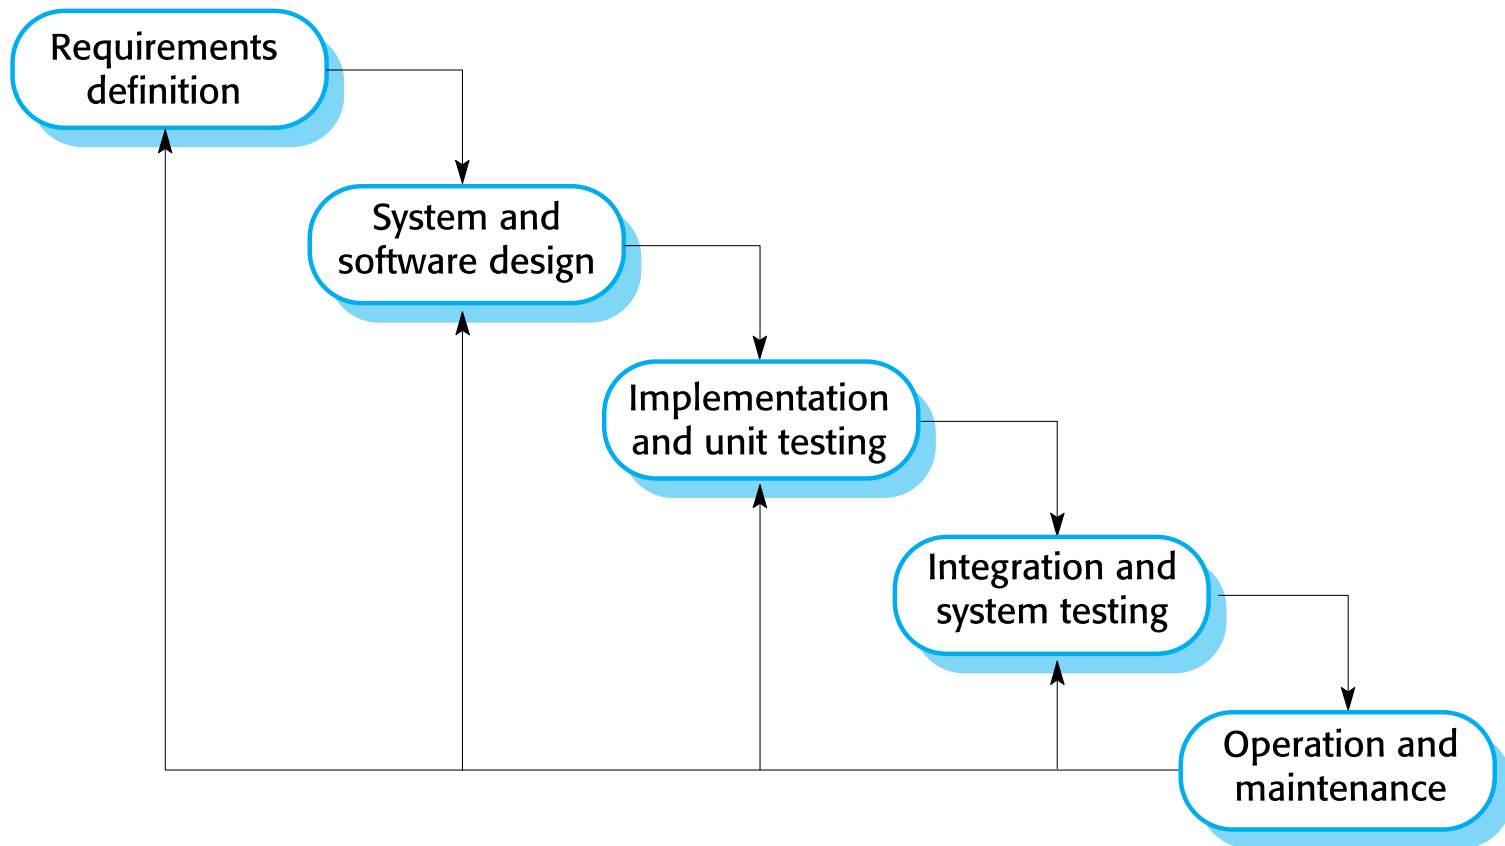 Requirements
definition
System and
software design
Implementation
and unit testing
Integration and
system testing
Operation and
maintenance